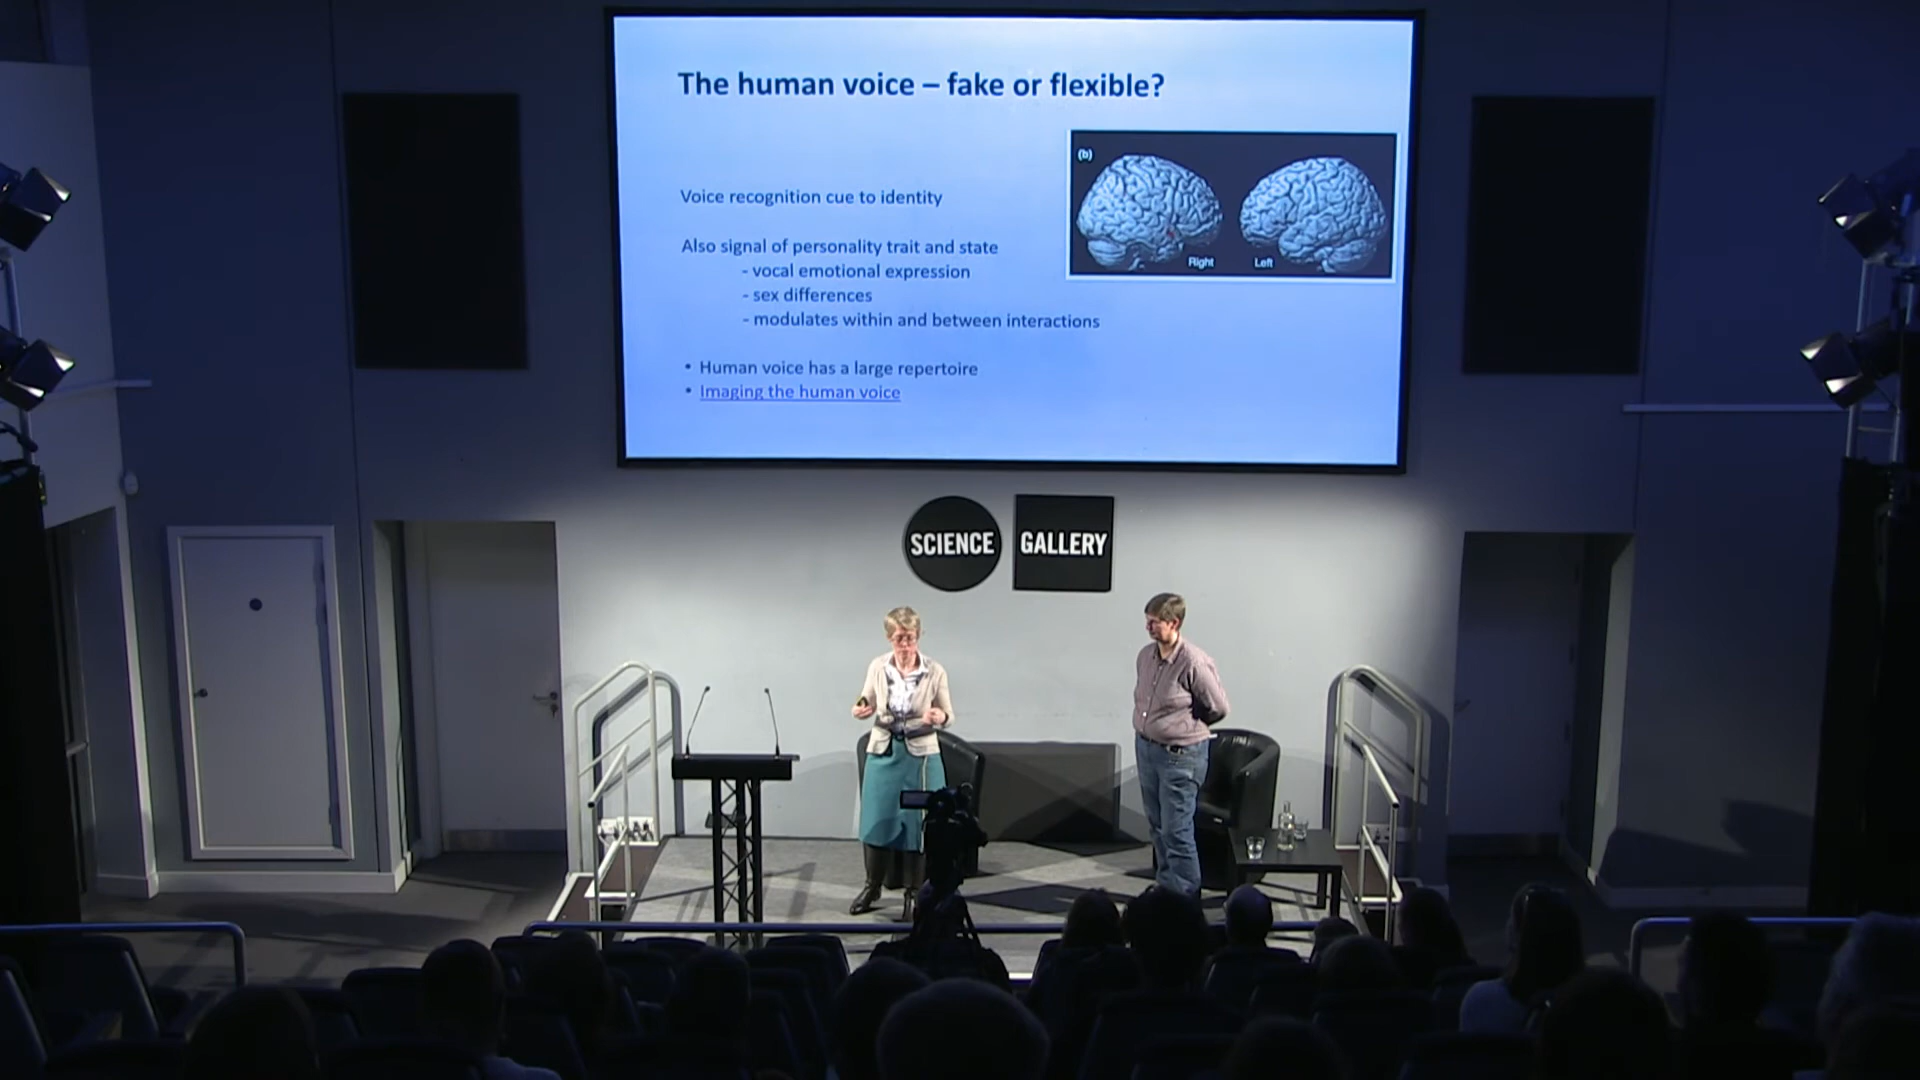 The human voice – fake or flexible?
(b)
Right
Left
Voice recognition cue to identity
Also signal of personality trait and state
- vocal emotional expression
- sex differences
- modulates within and between interactions
• Human voice has a large repertoire
• Imaging the human voice
SCIENCE GALLERY